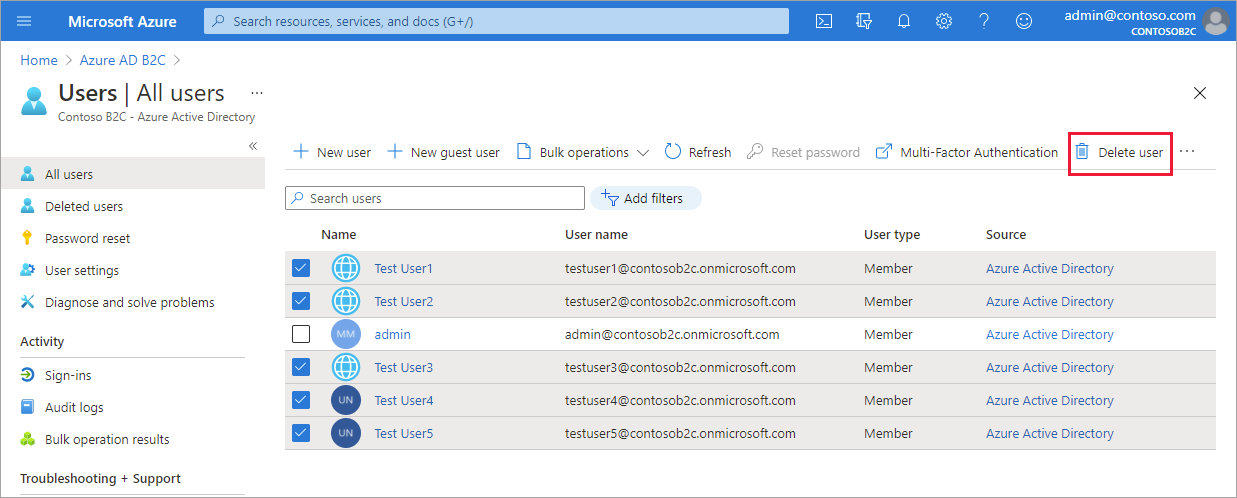 Microsoft Azure
Search resources, services, and docs (G+/)
admin@contoso.com
CONTOSOB2C
Home > Azure AD B2C >
Users | All users ...
Contoso B2C - Azure Active Directory
«
New user New guest user Bulk operations Refresh Reset password Multi-Factor Authentication Delete user ...
All users
Deleted users
Password reset
User settings
Diagnose and solve problems
Activity
Sign-ins
Audit logs
Bulk operation results
Troubleshooting + Support
Search users Add filters
Name User name User type Source
Test User1 testuser1@contosob2c.onmicrosoft.com Member Azure Active Directory
Test User2 testuser2@contosob2c.onmicrosoft.com Member Azure Active Directory
MM admin admin@contosob2c.onmicrosoft.com Member Azure Active Directory
Test User3 testuser3@contosob2c.onmicrosoft.com Member Azure Active Directory
UN Test User4 testuser4@contosob2c.onmicrosoft.com Member Azure Active Directory
UN Test User5 testuser5@contosob2c.onmicrosoft.com Member Azure Active Directory